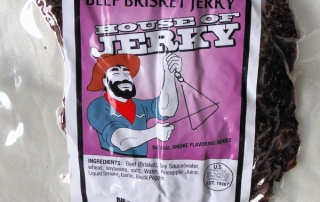 BEEF BRISKET JERKY
HOUSE OF
JERKY
NATURAL SMOKE FLAVORING ADDED
INGREDIENTS: Beef (Brisket), Soy Sauce (water,
wheat, soybeans, salt), Water, Pineapple Juice,
Liquid Smoke, Garlic, Black Pepper
U.S.
EST.